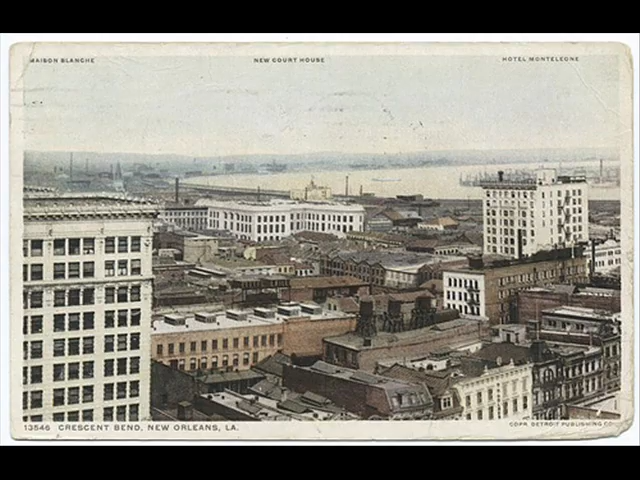 MAISON BLANCHE
NEW COURT HOUSE
HOTEL MONTELEONE
13546 CRESCENT BEND, NEW ORLEANS, LA.
COPR. DETROIT PUBLISHING CO.